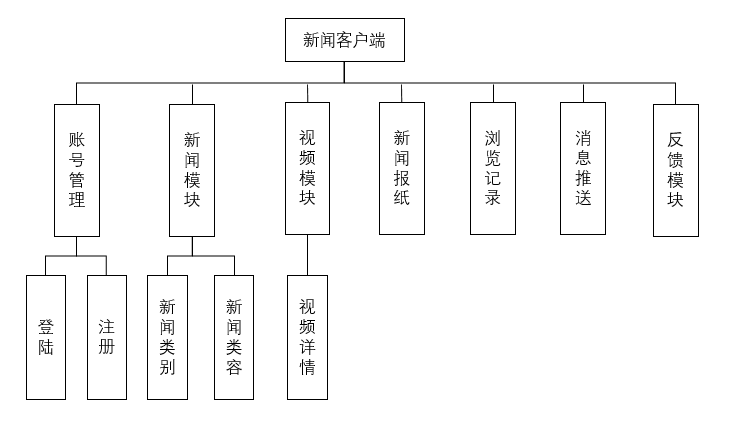 新闻客户端
账号管理
新闻模块
视频模块
新闻报纸
浏览记录
消息推送
反馈模块
登陆
注册
新闻类别
新闻类容
视频详情